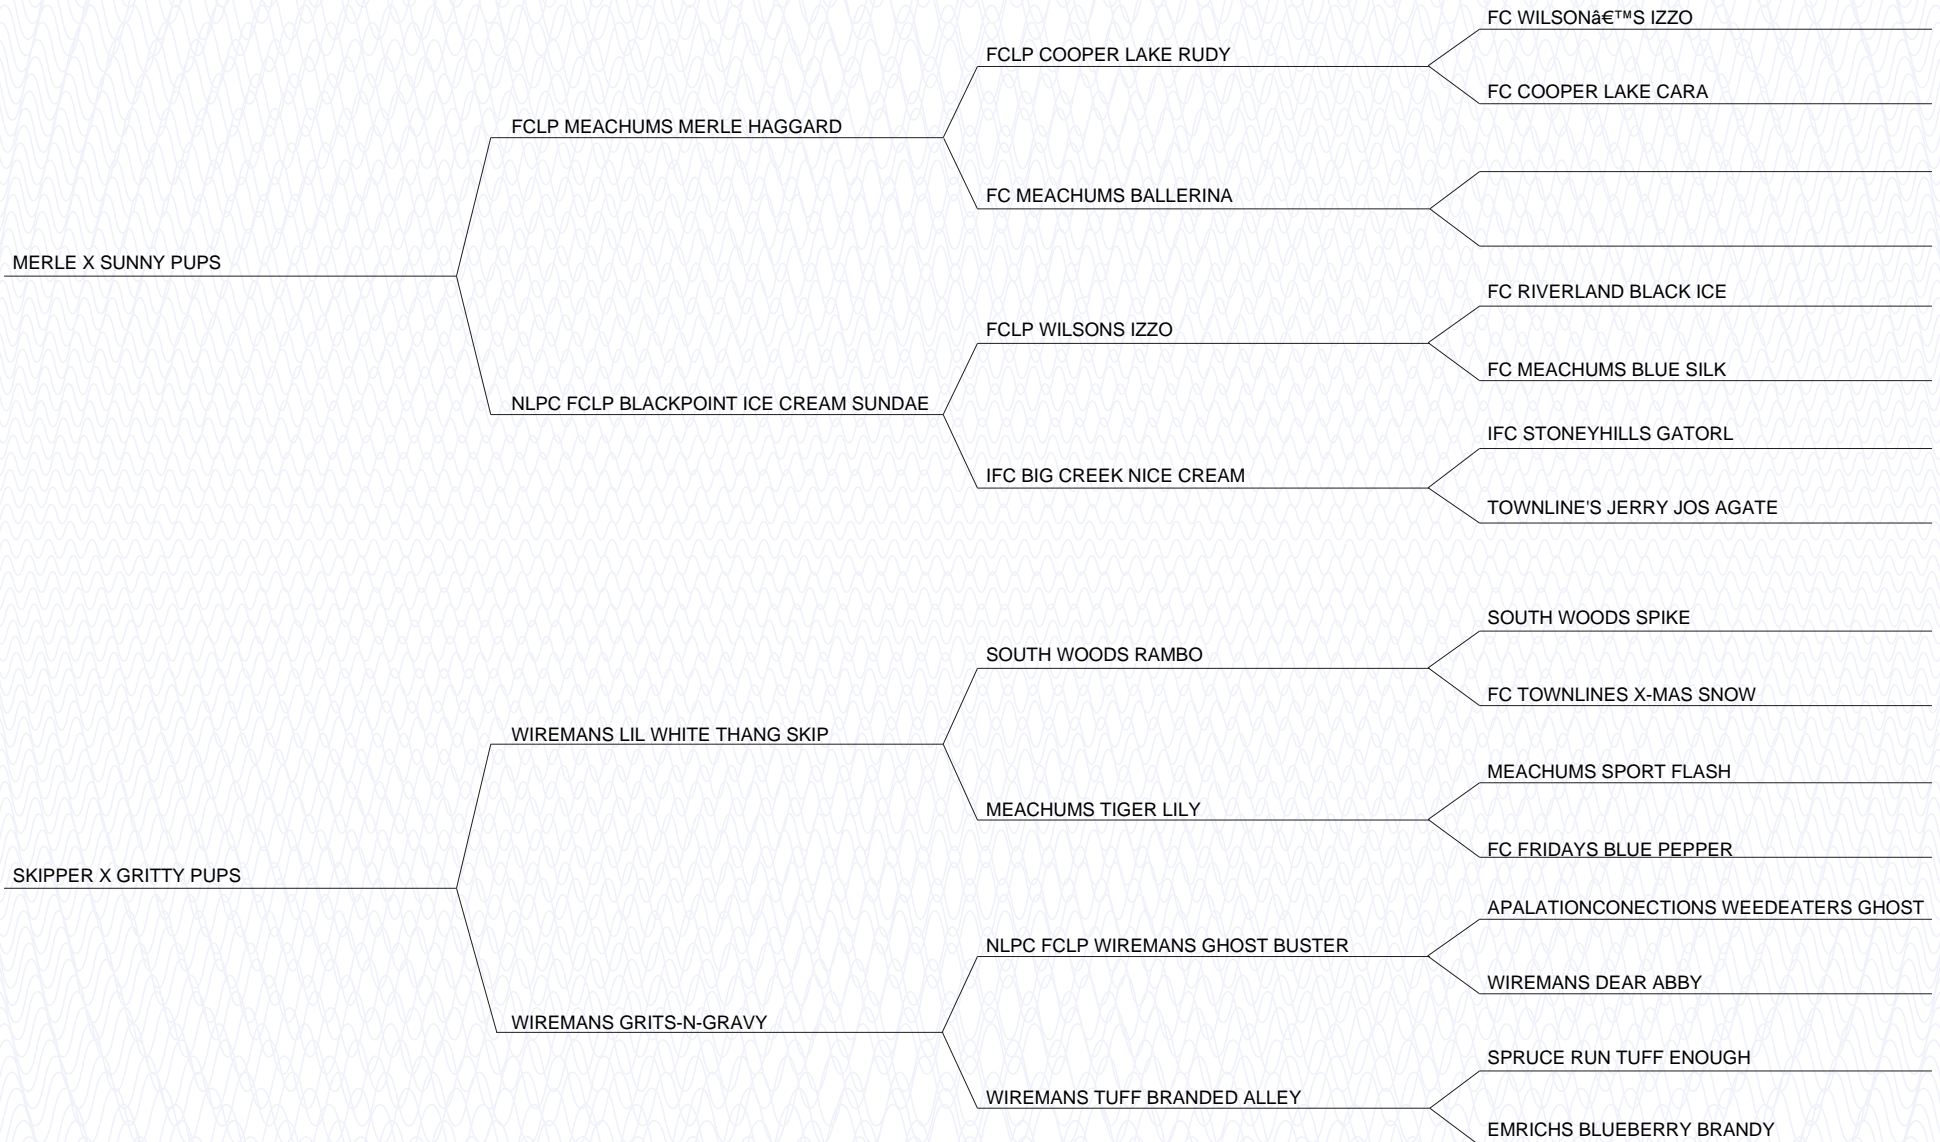 FC WILSONâ€™S IZZO
FCLP COOPER LAKE RUDY
FC COOPER LAKE CARA
FCLP MEACHUMS MERLE HAGGARD
FC MEACHUMS BALLERINA
MERLE X SUNNY PUPS
FC RIVERLAND BLACK ICE
FCLP WILSONS IZZO
FC MEACHUMS BLUE SILK
NLPC FCLP BLACKPOINT ICE CREAM SUNDAE
IFC STONEYHILLS GATORL
IFC BIG CREEK NICE CREAM
TOWNLINE'S JERRY JOS AGATE
SOUTH WOODS SPIKE
SOUTH WOODS RAMBO
FC TOWNLINES X-MAS SNOW
WIREMANS LIL WHITE THANG SKIP
MEACHUMS SPORT FLASH
MEACHUMS TIGER LILY
FC FRIDAYS BLUE PEPPER
SKIPPER X GRITTY PUPS
APALATIONCONECTIONS WEEDEATERS GHOST
NLPC FCLP WIREMANS GHOST BUSTER
WIREMANS DEAR ABBY
WIREMANS GRITS-N-GRAVY
SPRUCE RUN TUFF ENOUGH
WIREMANS TUFF BRANDED ALLEY
EMRICHS BLUEBERRY BRANDY